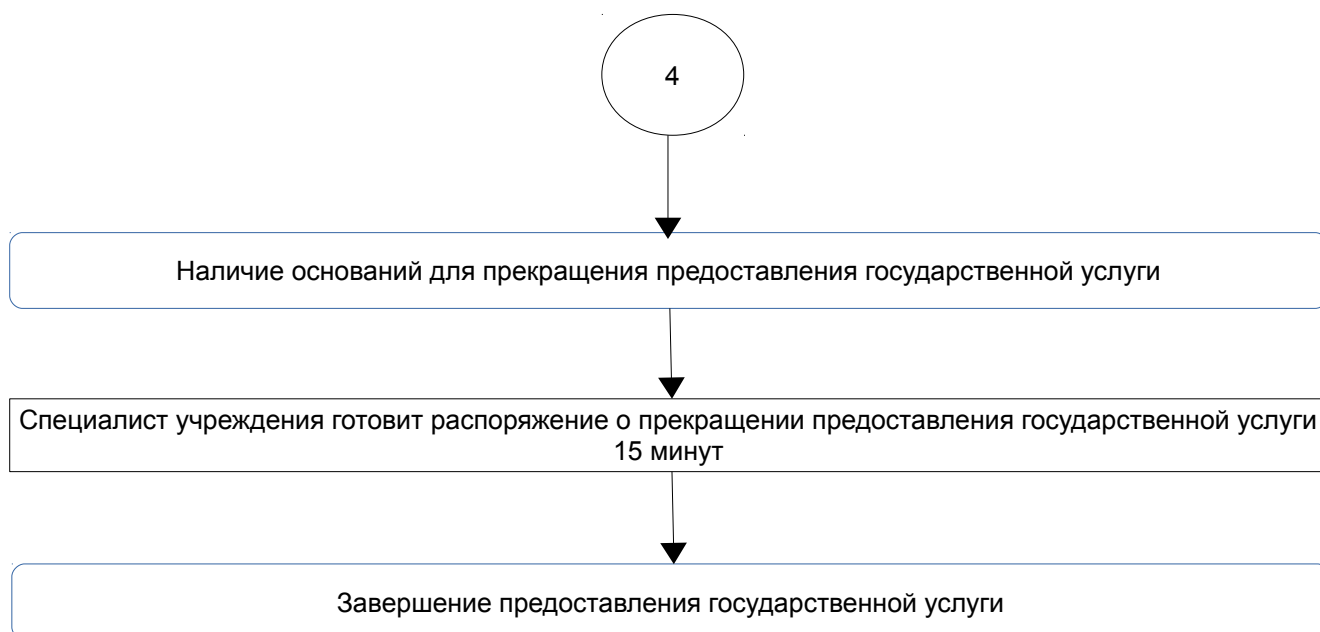 4
Наличие оснований для прекращения предоставления государственной услуги
Специалист учреждения готовит распоряжение о прекращении предоставления государственной услуги
15 минут
Завершение предоставления государственной услуги